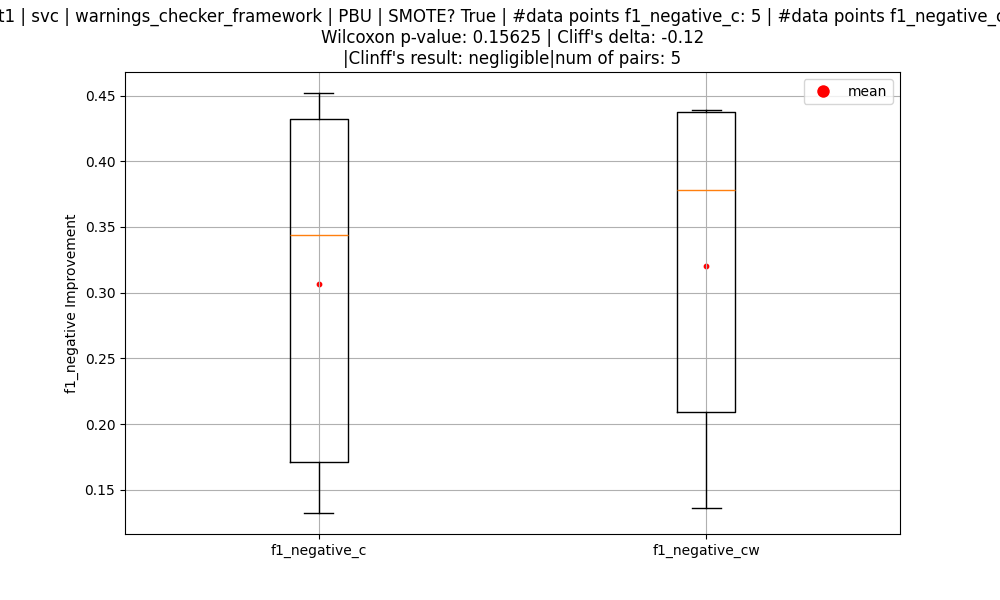 t1 | svc | warnings_checker_framework | PBU | SMOTE? True | #data points f1_negative_c: 5 | #data points f1_negative_c
Wilcoxon p-value: 0.15625 | Cliff's delta: -0.12
|Clinff's result: negligible|num of pairs: 5
mean
0.45
0.40
0.35
0.30
0.25
0.20
0.15
f1_negative Improvement
f1_negative_c
f1_negative_cw